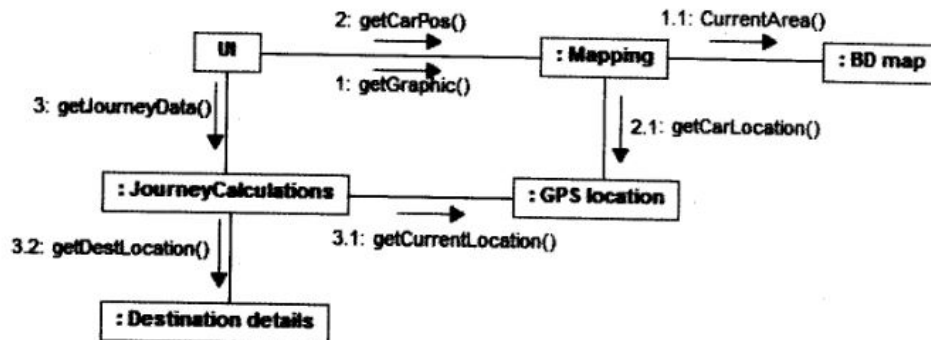 2: getCarPos()
1.1: CurrentArea()
UI
: Mapping
: BD map
1: getGraphic()
3: getJourneyData()
2.1: getCarLocation()
: JourneyCalculations
: GPS location
3.2: getDestLocation()
3.1: getCurrentLocation()
: Destination details